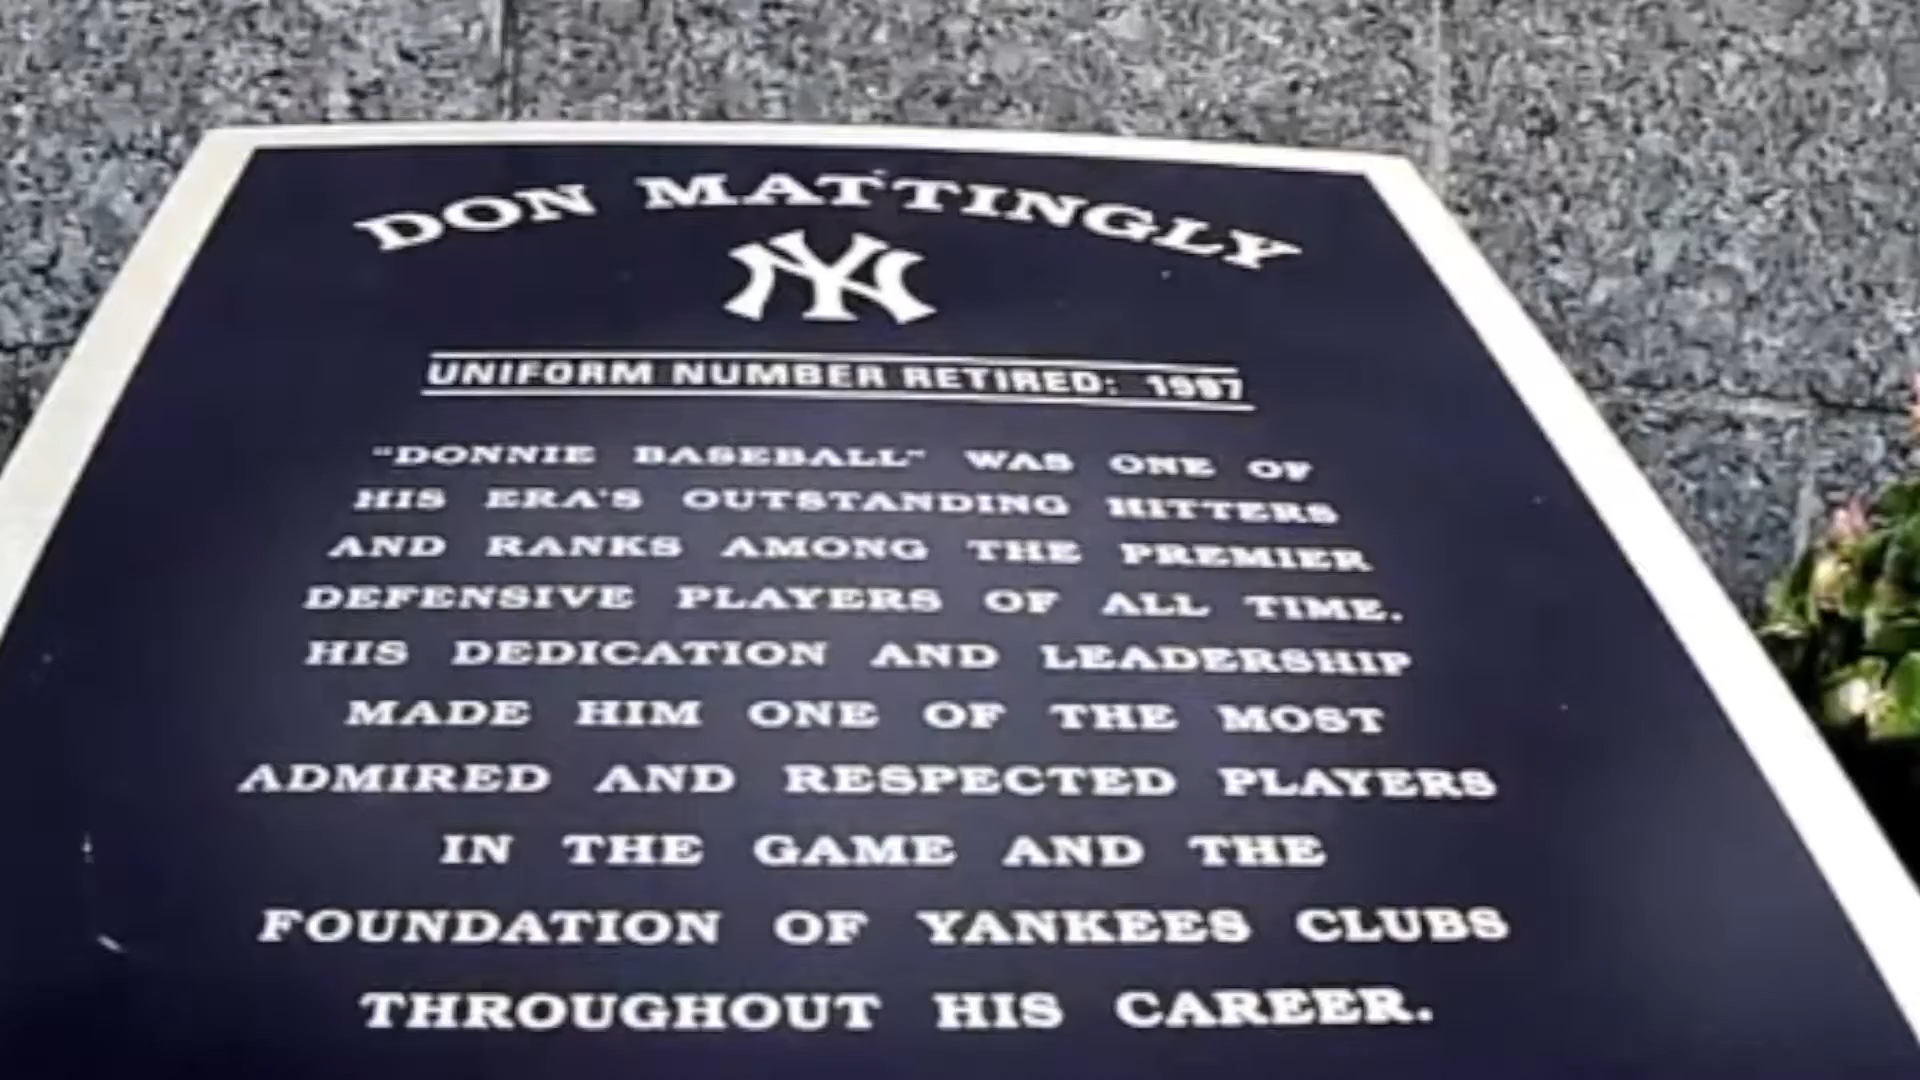 DON MATTINGLY
NY
UNIFORM NUMBER RETIRED: 1997
"DONNIE BASEBALL" WAS ONE OF
HIS ERA'S OUTSTANDING HITTERS
AND RANKS AMONG THE PREMIER
DEFENSIVE PLAYERS OF ALL TIME.
HIS DEDICATION AND LEADERSHIP
MADE HIM ONE OF THE MOST
ADMIRED AND RESPECTED PLAYERS
IN THE GAME AND THE
FOUNDATION OF YANKEES CLUBS
THROUGHOUT HIS CAREER.